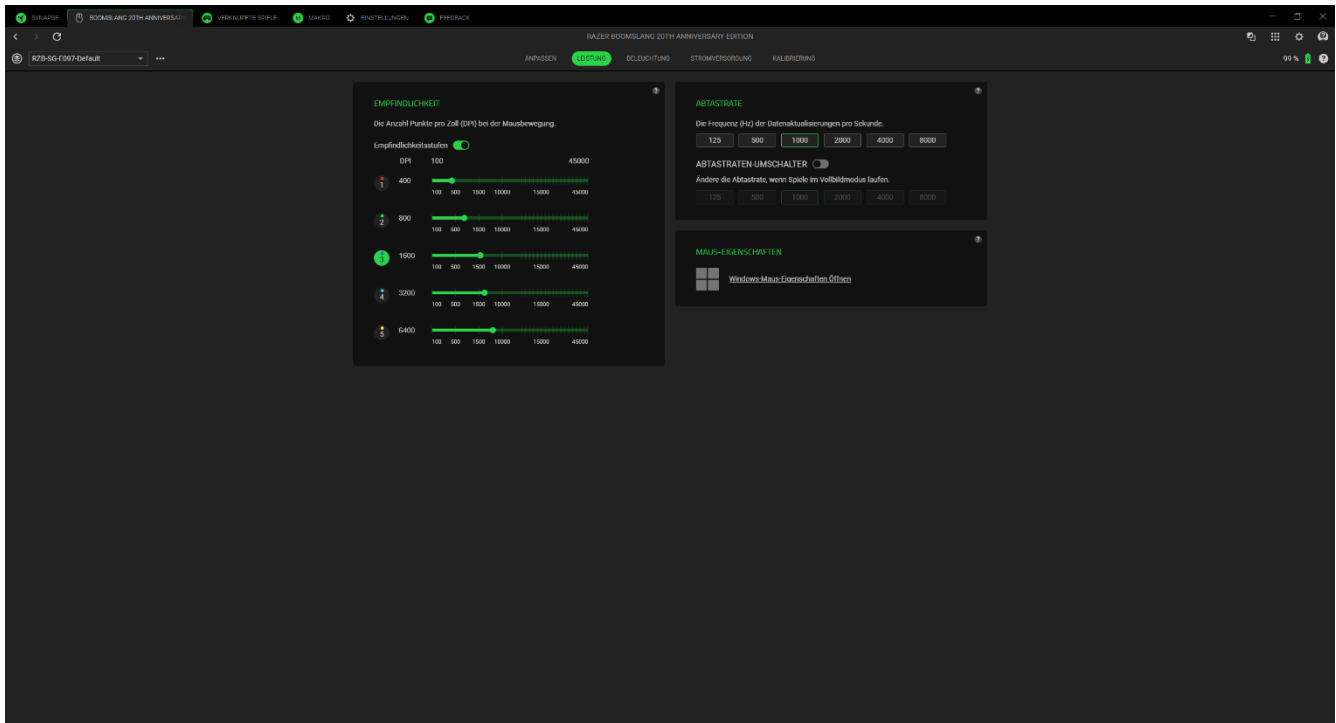 SYNAPSE BOOMSLANG 20TH ANNIVERSARY VERKNÜPFTE SPIELE MAKRO EINSTELLUNGEN FEEDBACK
RAZER BOOMSLANG 20TH ANNIVERSARY EDITION
RZB-SG-E097-Default ANPASSEN LEISTUNG BELEUCHTUNG STROMVERSORGUNG KALIBRIERUNG 99 %
EMPFINDLICHKEIT
Die Anzahl Punkte pro Zoll (DPI) bei der Mausbewegung.
Empfindlichkeitsstufen
DPI 100 45000
1 400
100 500 1500 10000 15000 45000
2 800
100 500 1500 10000 15000 45000
3 1600
100 500 1500 10000 15000 45000
4 3200
100 500 1500 10000 15000 45000
5 6400
100 500 1500 10000 15000 45000
ABTASTRATE
Die Frequenz (Hz) der Datenaktualisierungen pro Sekunde.
125 500 1000 2000 4000 8000
ABTASTRATEN-UMSCHALTER
Ändere die Abtastrate, wenn Spiele im Vollbildmodus laufen.
125 500 1000 2000 4000 8000
MAUS-EIGENSCHAFTEN
Windows-Maus-Eigenschaften Öffnen